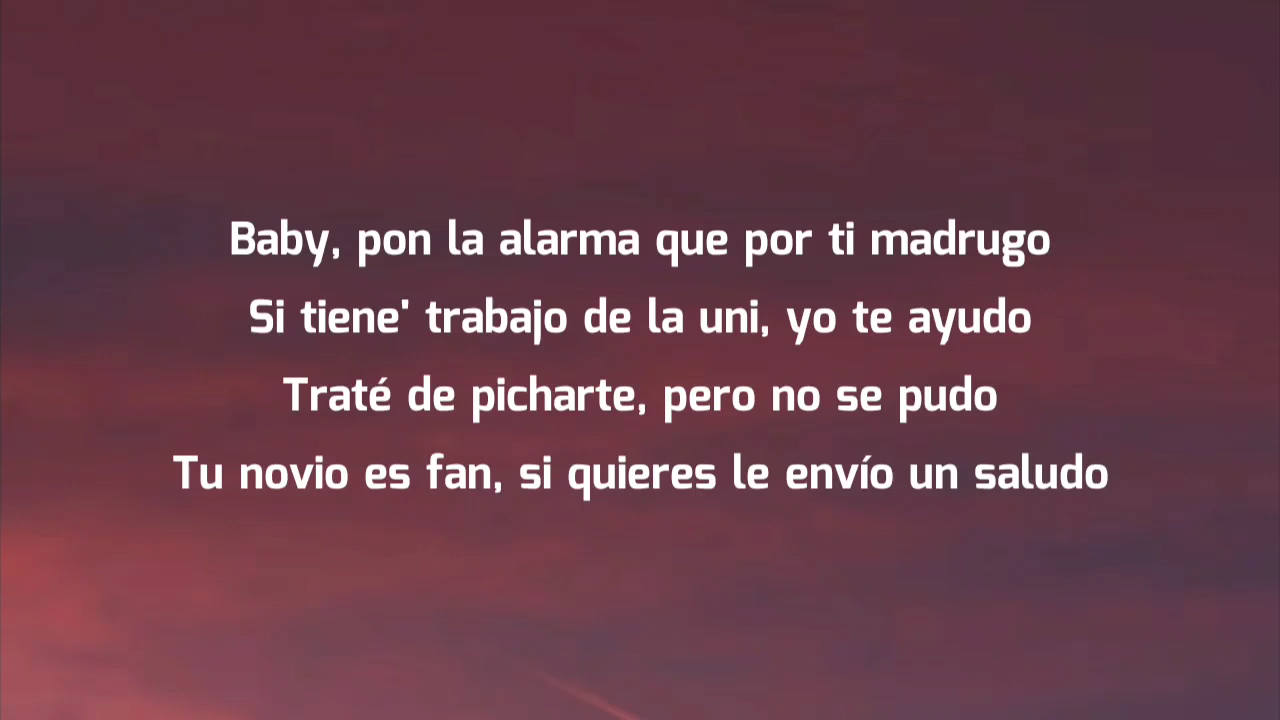 Baby, pon la alarma que por ti madrugo
Si tiene' trabajo de la uni, yo te ayudo
Traté de picharte, pero no se pudo
Tu novio es fan, si quieres le envío un saludo